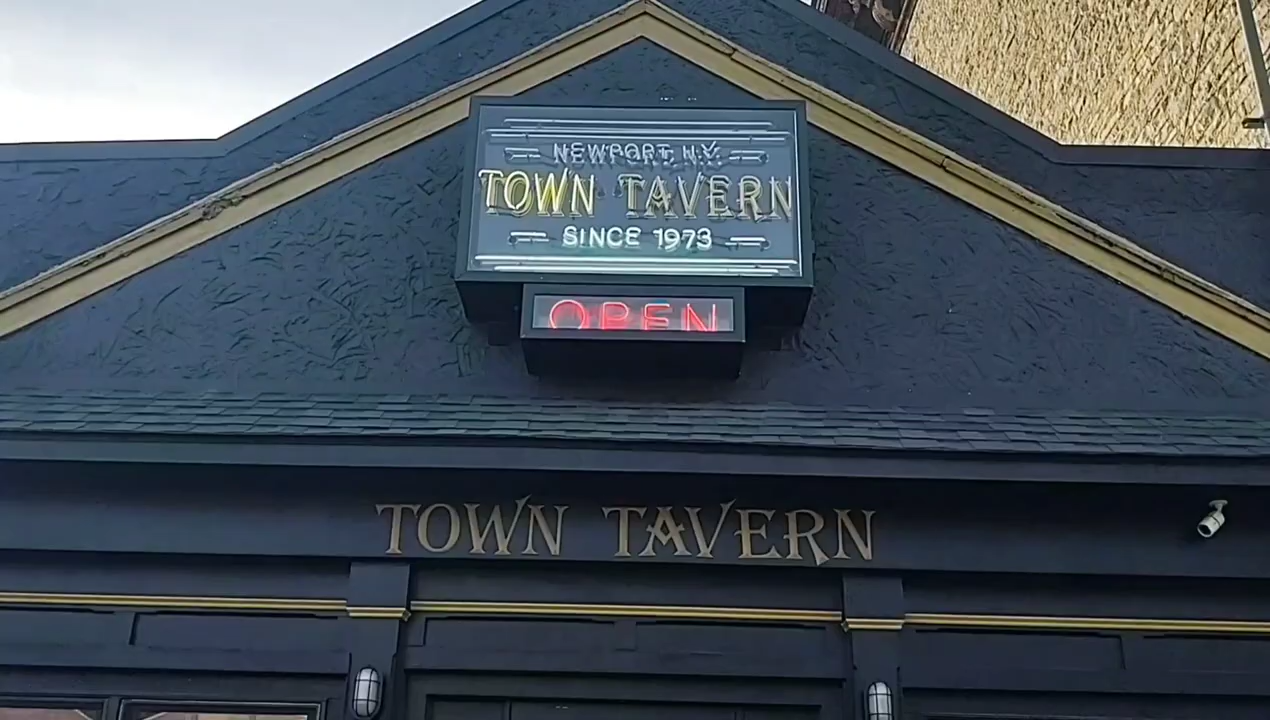 NEWPORT, N.Y.
TOWN TAVERN
SINCE 1973
OPEN
TOWN TAVERN